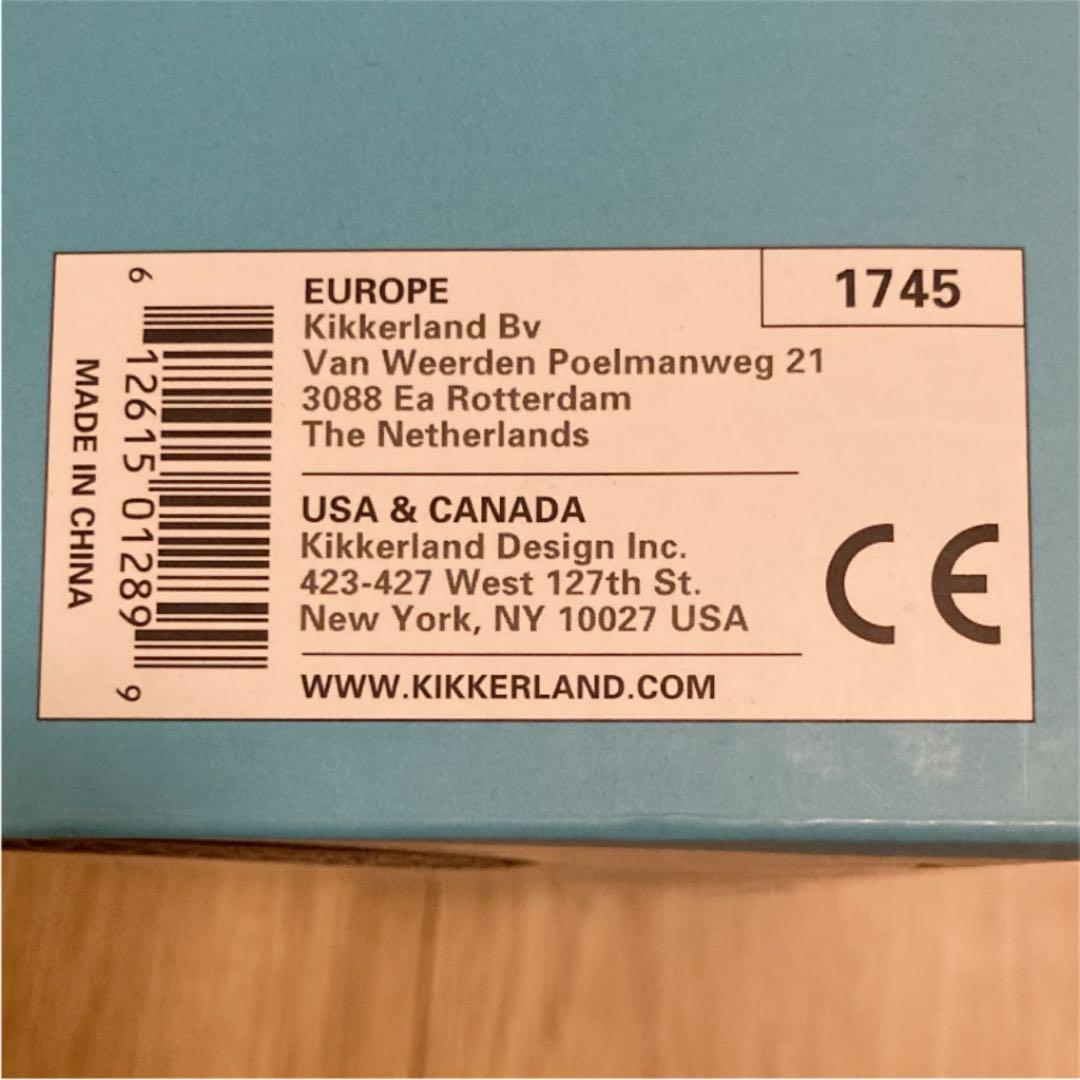 MADE IN CHINA
6 12615 01289 9
EUROPE
Kikkerland Bv
Van Weerden Poelmanweg 21
3088 Ea Rotterdam
The Netherlands
USA & CANADA
Kikkerland Design Inc.
423-427 West 127th St.
New York, NY 10027 USA
WWW.KIKKERLAND.COM
1745
CE